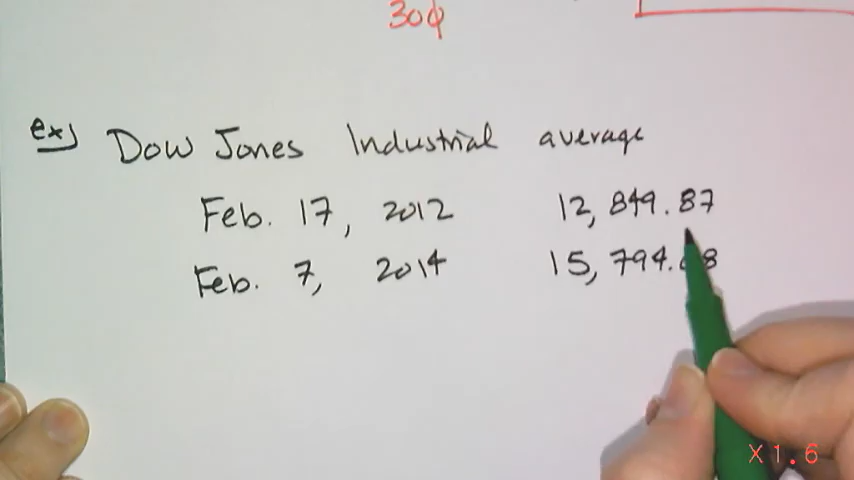 30¢
ex) Dow Jones Industrial average
Feb. 17, 2012 12,849.87
Feb. 7, 2014 15,794.08
X1.6